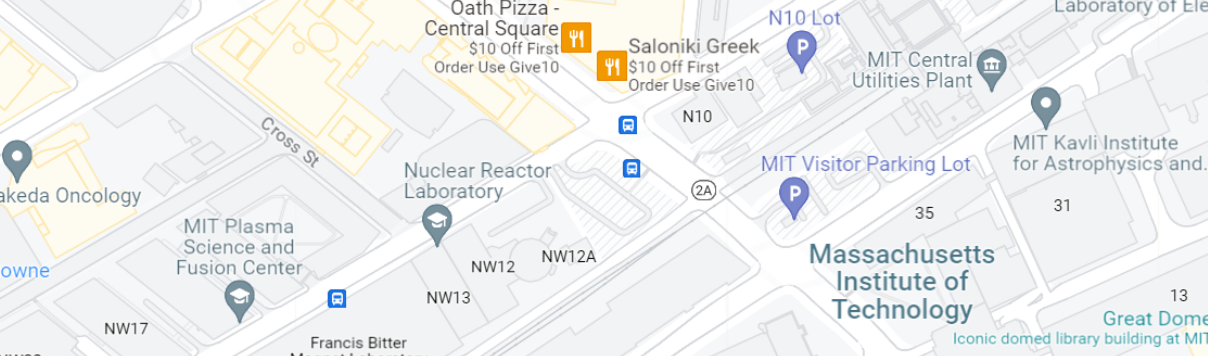 Oath Pizza -
Central Square
$10 Off First
Order Use Give10
Saloniki Greek
$10 Off First
Order Use Give10
N10 Lot
P
Laboratory of Ele
MIT Central
Utilities Plant
N10
Cross St
MIT Kavli Institute
for Astrophysics and...
akeda Oncology
Nuclear Reactor
Laboratory
2A
MIT Visitor Parking Lot
P
35
31
MIT Plasma
Science and
Fusion Center
NW12
NW12A
Massachusetts
Institute of
Technology
owne
NW13
13
NW17
Great Dome
Iconic domed library building at MIT
Francis Bitter
Magnet Laboratory